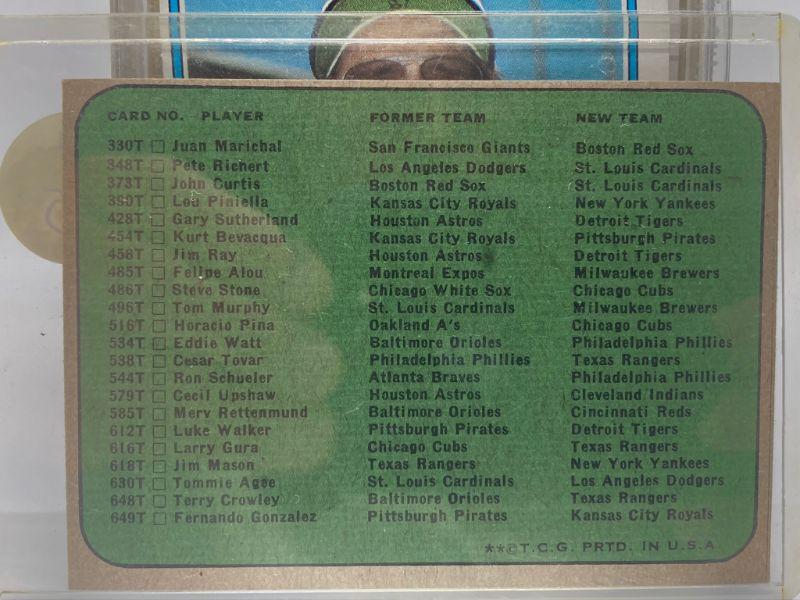 CARD NO. PLAYER FORMER TEAM NEW TEAM
330T Juan Marichal San Francisco Giants Boston Red Sox
348T Pete Richert Los Angeles Dodgers St. Louis Cardinals
373T John Curtis Boston Red Sox St. Louis Cardinals
390T Lou Piniella Kansas City Royals New York Yankees
428T Gary Sutherland Houston Astros Detroit Tigers
454T Kurt Bevacqua Kansas City Royals Pittsburgh Pirates
458T Jim Ray Houston Astros Detroit Tigers
485T Felipe Alou Montreal Expos Milwaukee Brewers
486T Steve Stone Chicago White Sox Chicago Cubs
496T Tom Murphy St. Louis Cardinals Milwaukee Brewers
516T Horacio Pina Oakland A's Chicago Cubs
534T Eddie Watt Baltimore Orioles Philadelphia Phillies
538T Cesar Tovar Philadelphia Phillies Texas Rangers
544T Ron Schueler Atlanta Braves Philadelphia Phillies
579T Cecil Upshaw Houston Astros Cleveland Indians
585T Merv Rettenmund Baltimore Orioles Cincinnati Reds
612T Luke Walker Pittsburgh Pirates Detroit Tigers
616T Larry Gura Chicago Cubs Texas Rangers
618T Jim Mason Texas Rangers New York Yankees
630T Tommie Agee St. Louis Cardinals Los Angeles Dodgers
648T Terry Crowley Baltimore Orioles Texas Rangers
649T Fernando Gonzalez Pittsburgh Pirates Kansas City Royals
**©T.C.G. PRTD. IN U.S.A